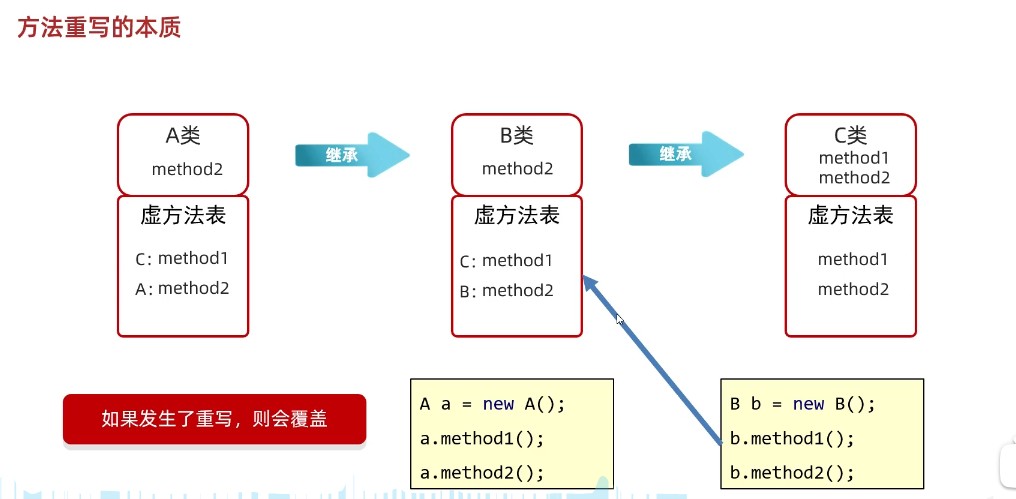 方法重写的本质
A类
method2
继承
B类
method2
继承
C类
method1
method2
虚方法表
C: method1
A: method2
虚方法表
C: method1
B: method2
虚方法表
method1
method2
如果发生了重写，则会覆盖
A a = new A();
a.method1();
a.method2();
B b = new B();
b.method1();
b.method2();